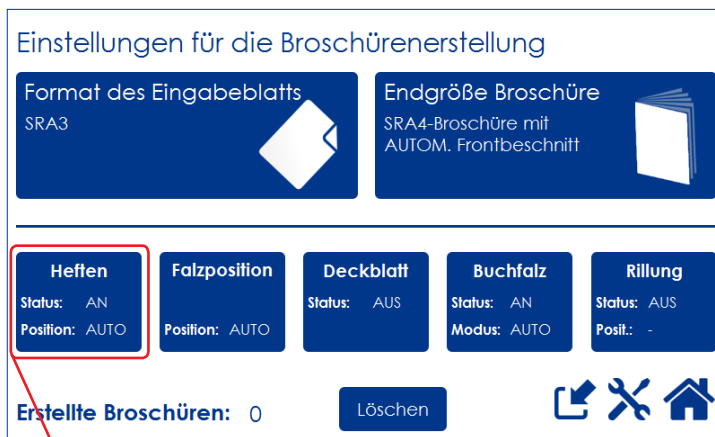 Einstellungen für die Broschürenerstellung
Format des Eingabeblatts
SRA3
Endgröße Broschüre
SRA4-Broschüre mit
AUTOM. Frontbeschnitt
Heften
Status: AN
Position: AUTO
Falzposition
Position: AUTO
Deckblatt
Status: AUS
Buchfalz
Status: AN
Modus: AUTO
Rillung
Status: AUS
Posit.: -
Erstellte Broschüren: 0
Löschen